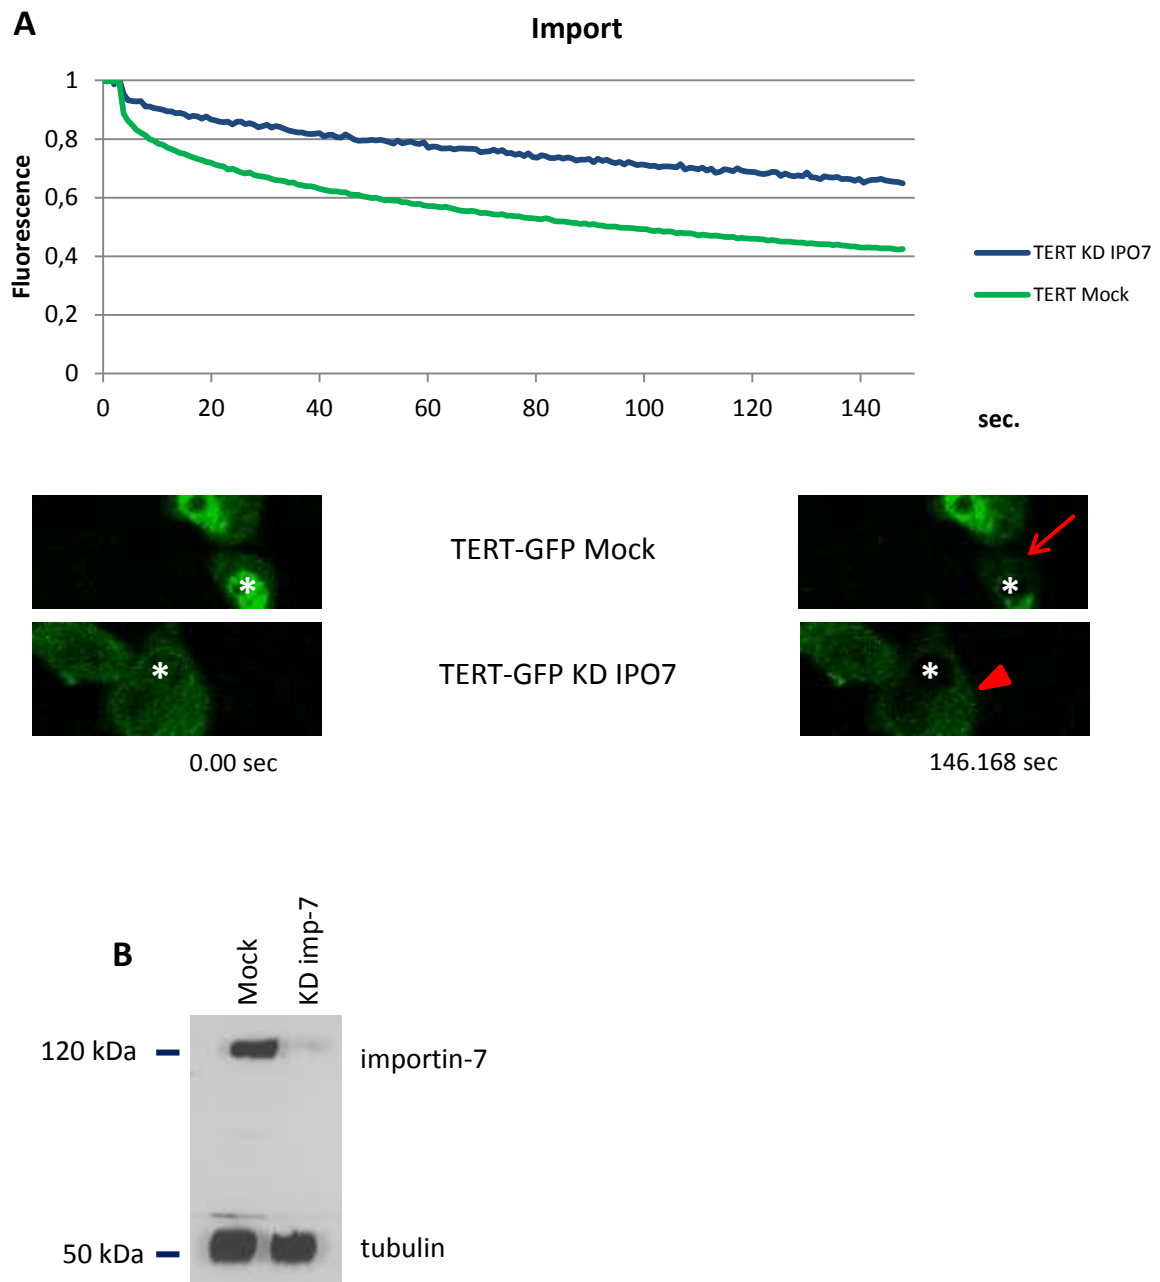 A
Import
Fluorescence
1
0,8
0,6
0,4
0,2
0
0 20 40 60 80 100 120 140
sec.
TERT KD IPO7
TERT Mock
TERT-GFP Mock
* *
TERT-GFP KD IPO7
* *
0.00 sec 146.168 sec
B
Mock
KD imp-7
120 kDa
importin-7
50 kDa
tubulin